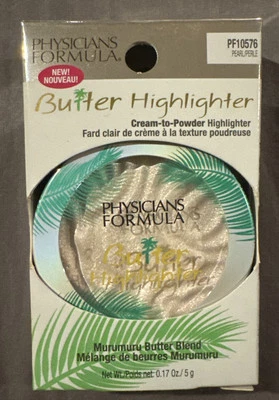 PHYSICIANS
FORMULA®
PF10576
PEARL/PERLE
NEW!
NOUVEAU!
Butter Highlighter
Cream-to-Powder Highlighter
Fard clair de crème à la texture poudreuse
PHYSICIANS
FORMULA
Butter
Highlighter
Murumuru Butter Blend
Mélange de beurres Murumuru
Net Wt./Poids net: 0.17 Oz./ 5 g